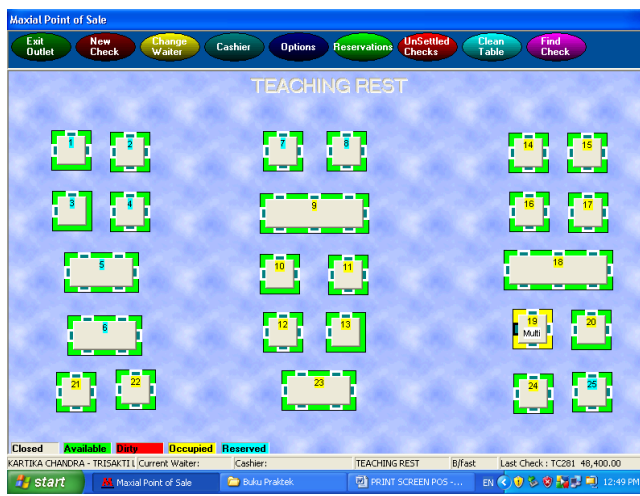 Maxial Point of Sale
Exit Outlet
New Check
Change Waiter
Cashier
Options
Reservations
UnSettled Checks
Clean Table
Find Check
TEACHING REST
1 2 7 8 14 15
3 4 9 16 17
5 10 11 18
6 12 13 19 Multi 20
21 22 23 24 25
Closed Available Dirty Occupied Reserved
KARTIKA CHANDRA - TRISAKTI L Current Waiter: Cashier: TEACHING REST B/fast Last Check : TC281 48,400.00
start Maxial Point of Sale Buku Praktek PRINT SCREEN POS -... EN 12:49 PM